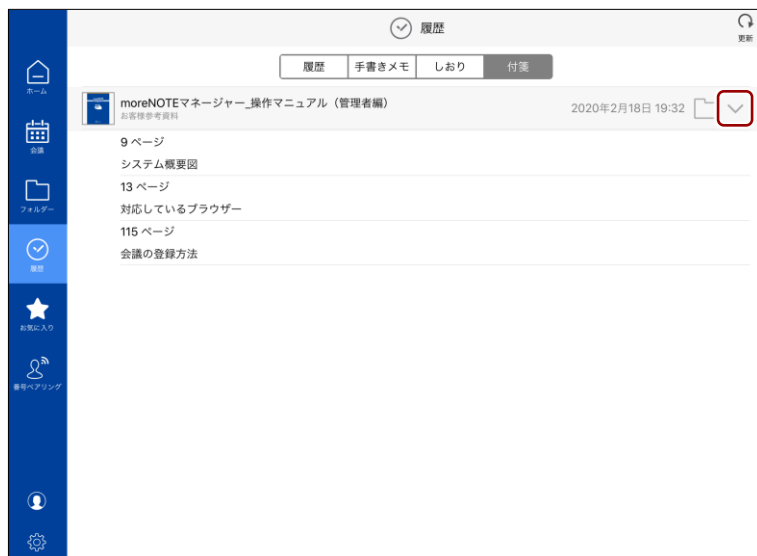 履歴
更新
履歴 手書きメモ しおり 付箋
ホーム
会議
フォルダー
履歴
お気に入り
番号ペアリング
moreNOTEマネージャー_操作マニュアル（管理者編）
お客様参考資料
2020年2月18日 19:32
9 ページ
システム概要図
13 ページ
対応しているブラウザー
115 ページ
会議の登録方法